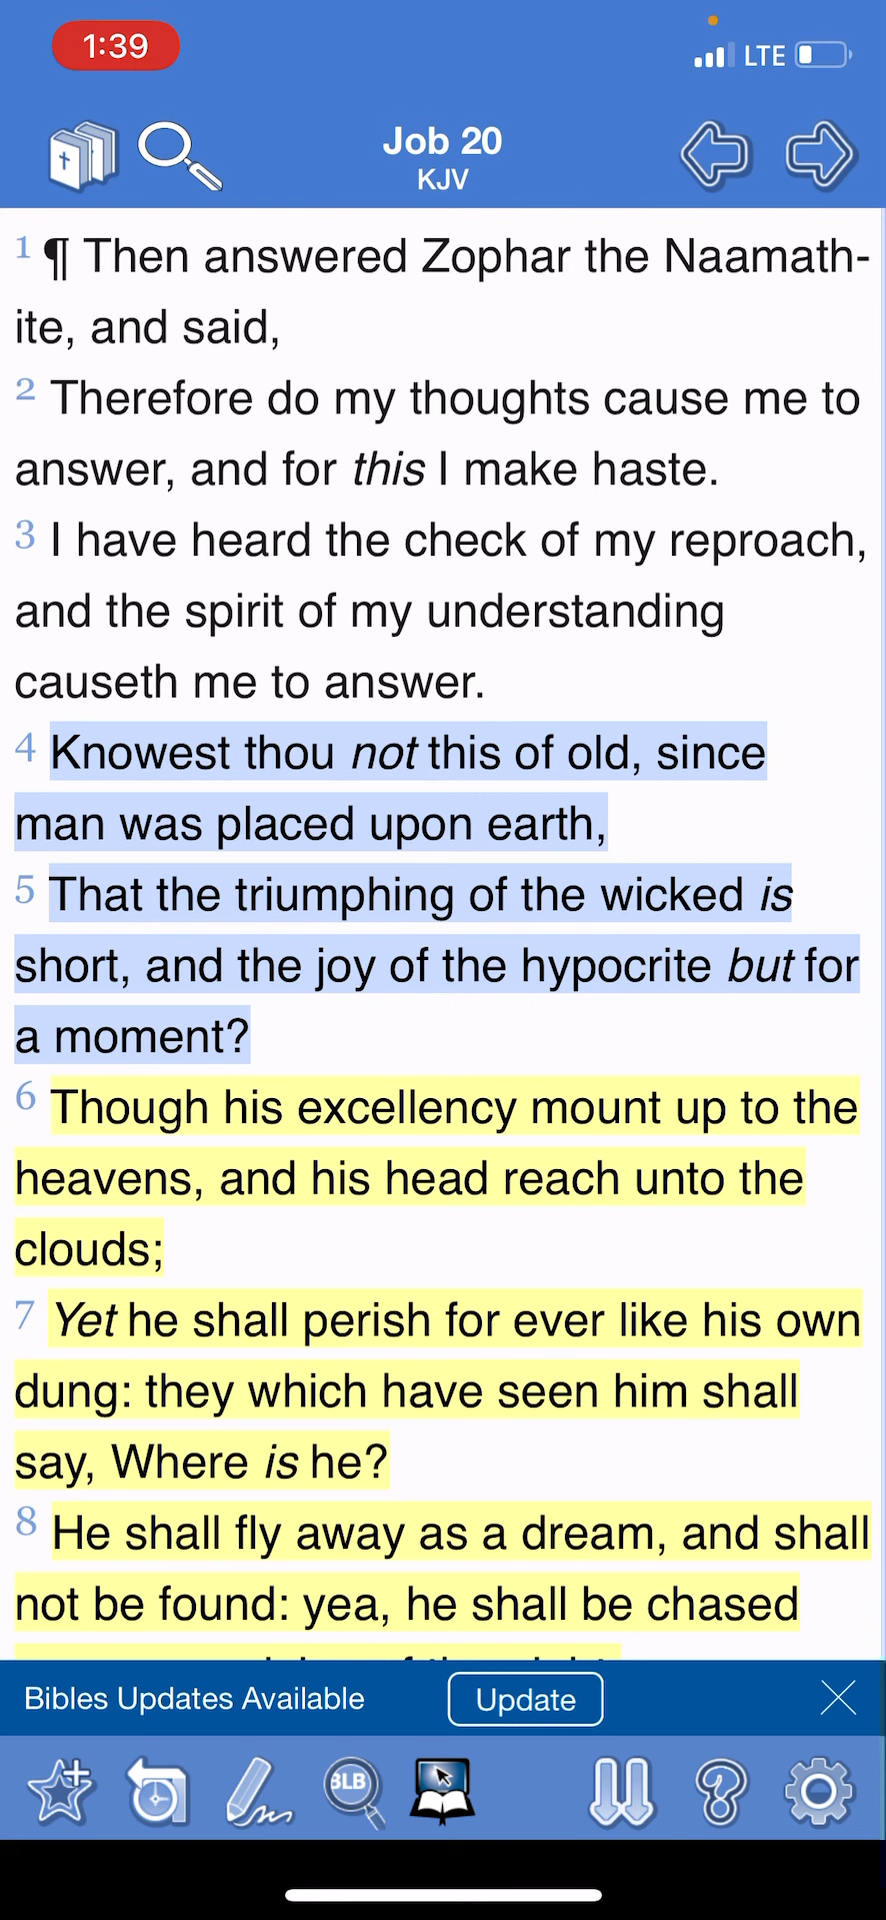 1:39
LTE
Job 20
KJV
1 ¶ Then answered Zophar the Naamath-
ite, and said,
2 Therefore do my thoughts cause me to
answer, and for this I make haste.
3 I have heard the check of my reproach,
and the spirit of my understanding
causeth me to answer.
4 Knowest thou not this of old, since
man was placed upon earth,
5 That the triumphing of the wicked is
short, and the joy of the hypocrite but for
a moment?
6 Though his excellency mount up to the
heavens, and his head reach unto the
clouds;
7 Yet he shall perish for ever like his own
dung: they which have seen him shall
say, Where is he?
8 He shall fly away as a dream, and shall
not be found: yea, he shall be chased
Bibles Updates Available
Update
BLB